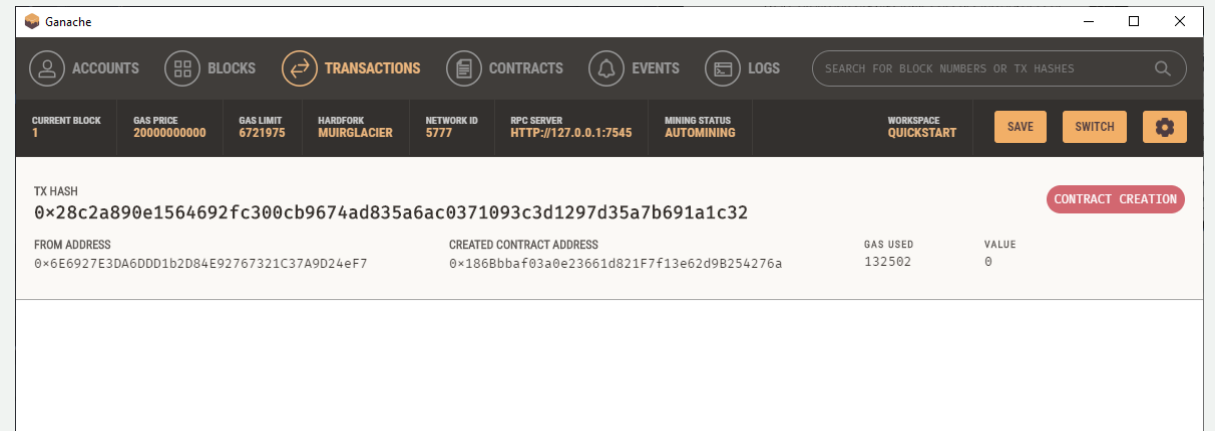 Ganache
ACCOUNTS BLOCKS TRANSACTIONS CONTRACTS EVENTS LOGS SEARCH FOR BLOCK NUMBERS OR TX HASHES
CURRENT BLOCK GAS PRICE GAS LIMIT HARDFORK NETWORK ID RPC SERVER MINING STATUS WORKSPACE
1 20000000000 6721975 MUIRGLACIER 5777 HTTP://127.0.0.1:7545 AUTOMINING QUICKSTART SAVE SWITCH
TX HASH
0×28c2a890e1564692fc300cb9674ad835a6ac0371093c3d1297d35a7b691a1c32 CONTRACT CREATION
FROM ADDRESS CREATED CONTRACT ADDRESS GAS USED VALUE
0×6E6927E3DA6DDD1b2D84E92767321C37A9D24eF7 0×186Bbbaf03a0e23661d821F7f13e62d9B254276a 132502 0